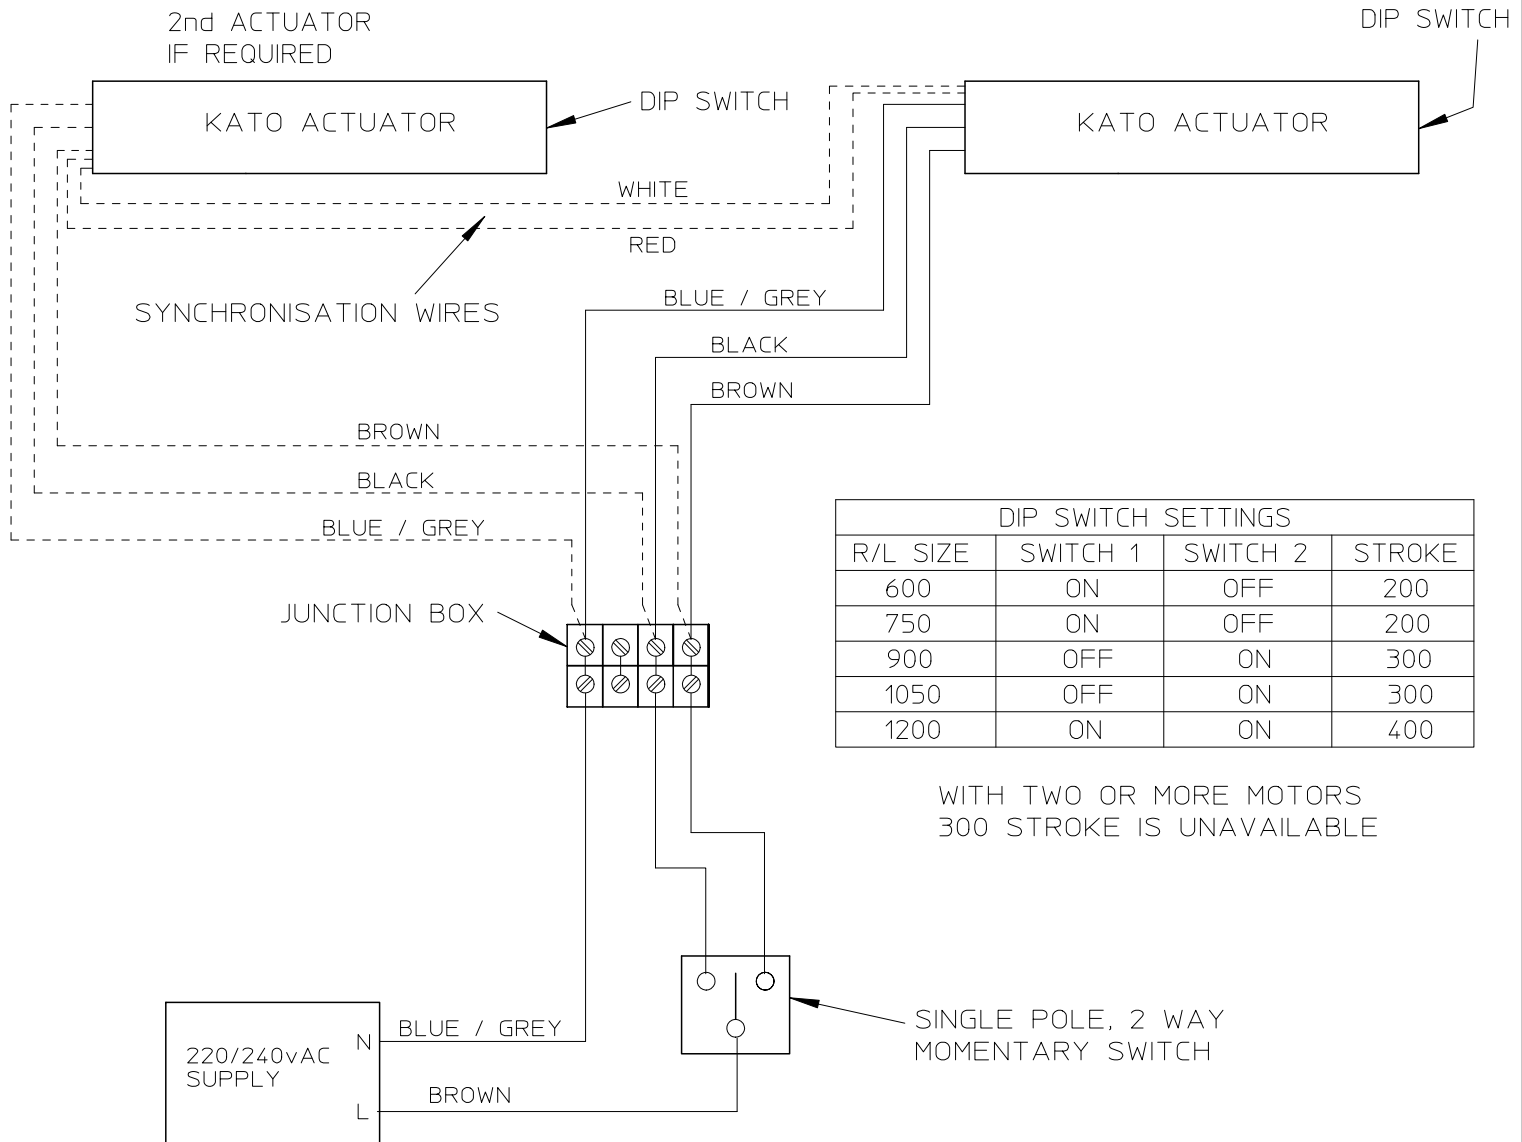 2nd ACTUATOR
IF REQUIRED
DIP SWITCH
KATO ACTUATOR
DIP SWITCH
KATO ACTUATOR
WHITE
RED
SYNCHRONISATION WIRES
BLUE / GREY
BLACK
BROWN
BROWN
BLACK
BLUE / GREY
JUNCTION BOX
DIP SWITCH SETTINGS
R/L SIZE SWITCH 1 SWITCH 2 STROKE
600 ON OFF 200
750 ON OFF 200
900 OFF ON 300
1050 OFF ON 300
1200 ON ON 400
WITH TWO OR MORE MOTORS
300 STROKE IS UNAVAILABLE
SINGLE POLE, 2 WAY
MOMENTARY SWITCH
220/240vAC
SUPPLY
N
BLUE / GREY
L
BROWN